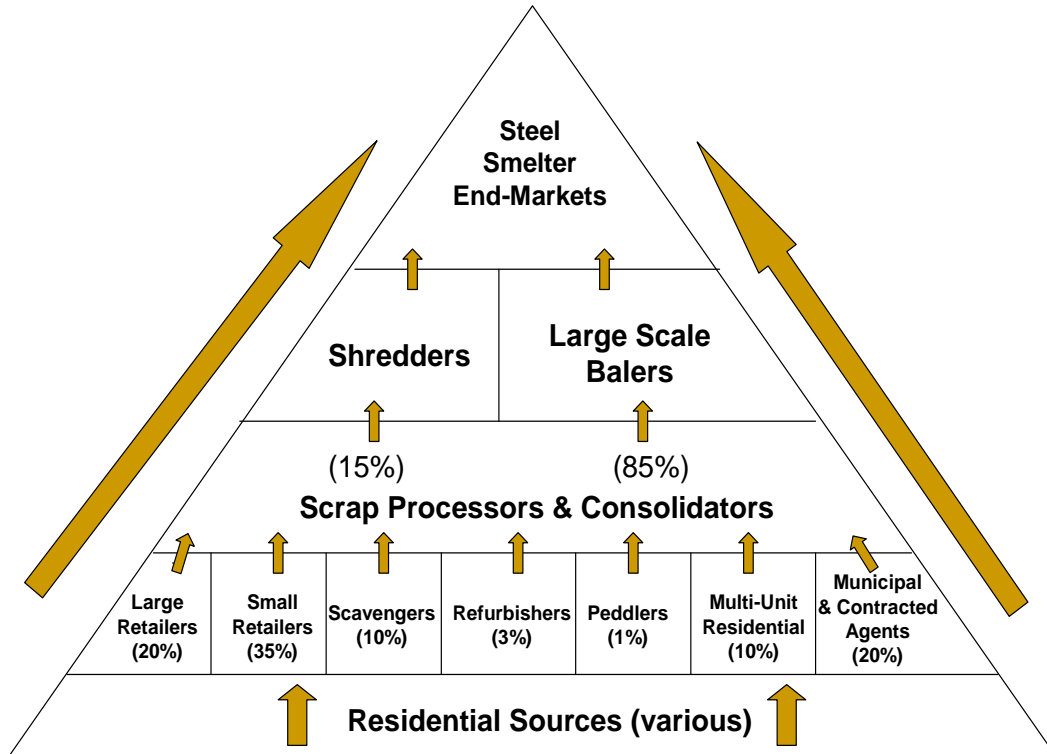 Steel
Smelter
End-Markets
Shredders
Large Scale
Balers
(15%)
(85%)
Scrap Processors & Consolidators
Large
Retailers
(20%)
Small
Retailers
(35%)
Scavengers
(10%)
Refurbishers
(3%)
Peddlers
(1%)
Multi-Unit
Residential
(10%)
Municipal
& Contracted
Agents
(20%)
Residential Sources (various)